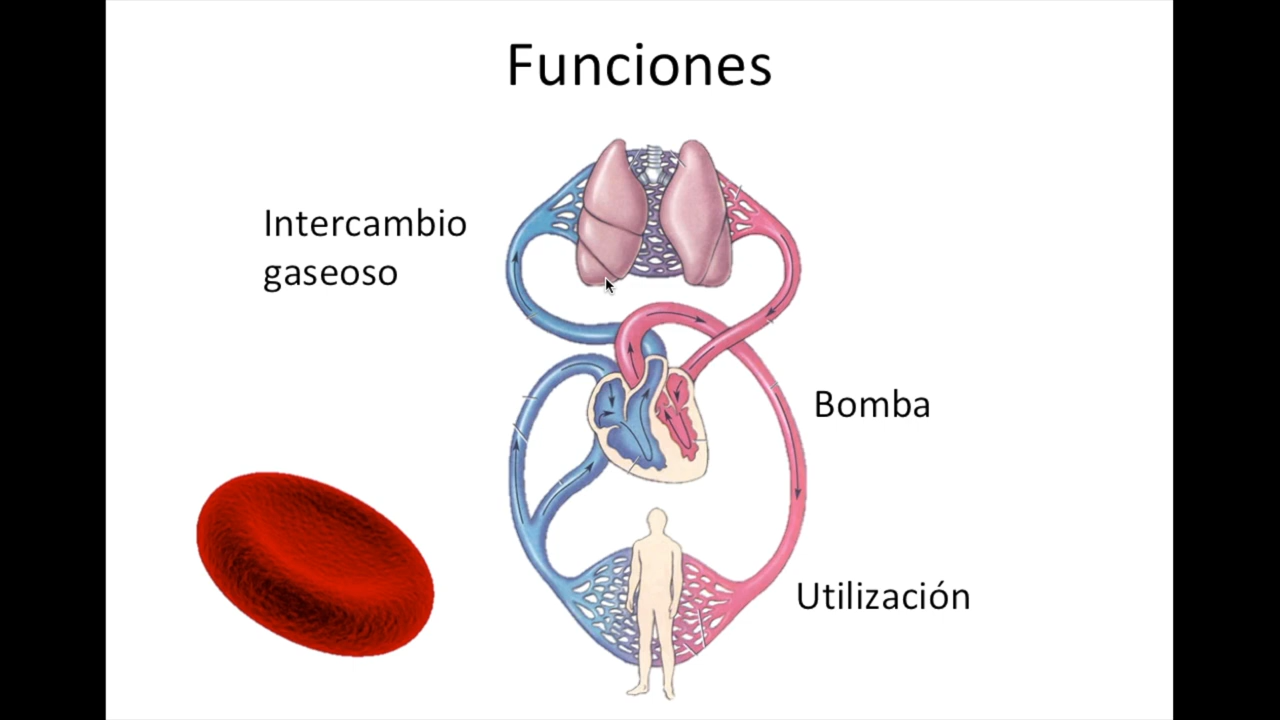 Funciones
Intercambio
gaseoso
Bomba
Utilización